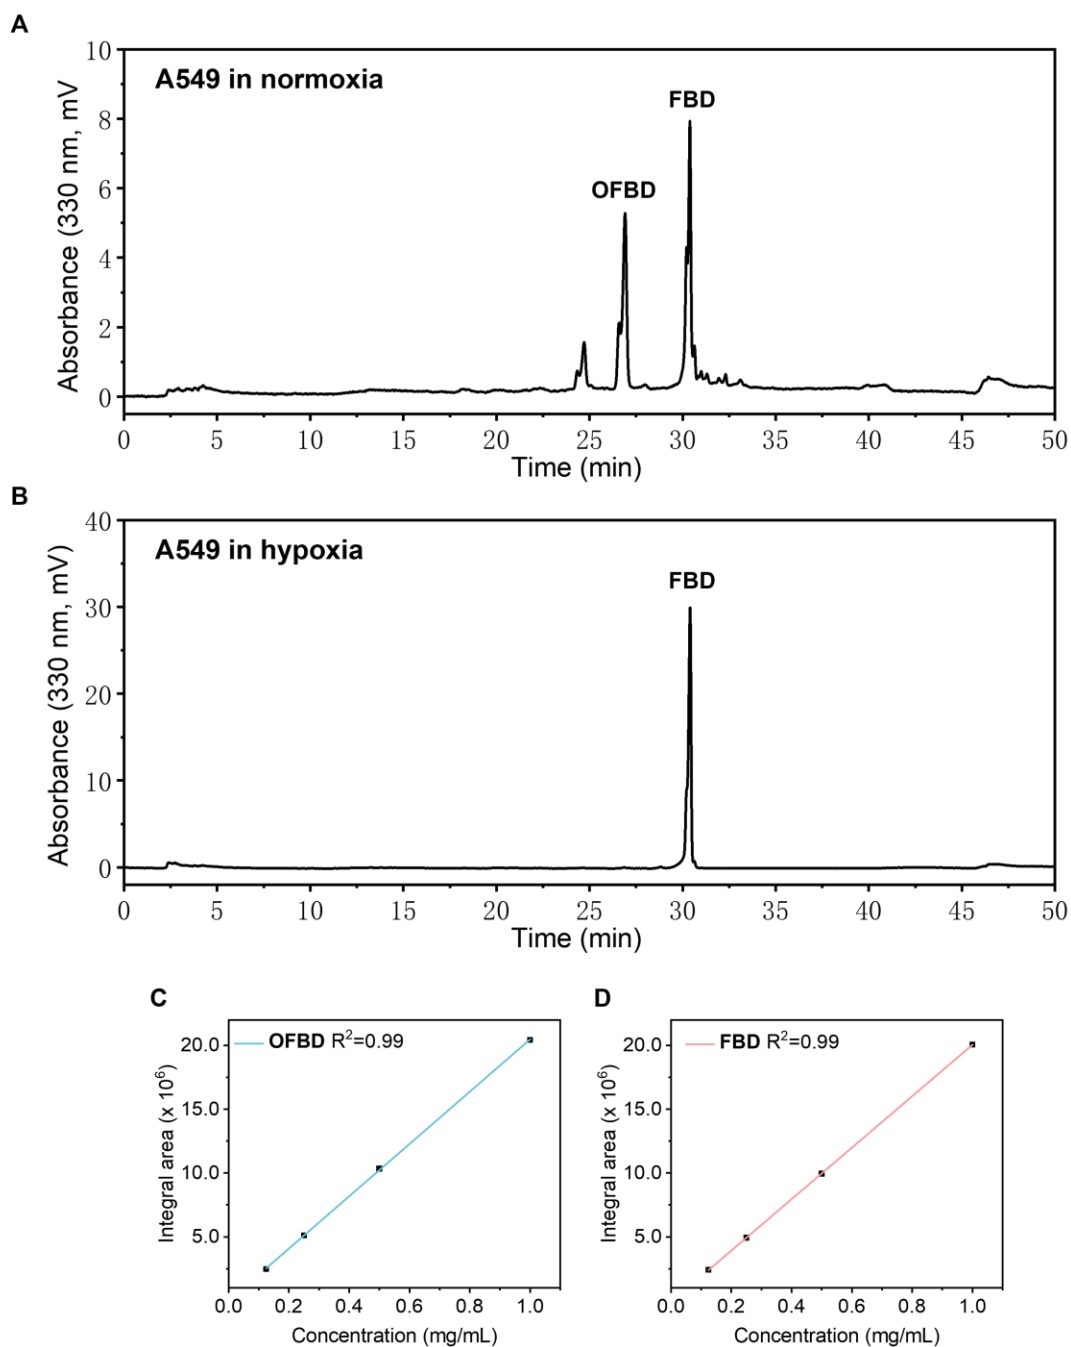 A
Absorbance (330 nm, mV
10
8
6
4
2
0
A549 in normoxia
OFBD
FBD
0 5 10 15 20 25 30 35 40 45 50
Time (min)
B
Absorbance (330 nm, mV)
40
30
20
10
0
A549 in hypoxia
FBD
0 5 10 15 20 25 30 35 40 45 50
Time (min)
C
Integral area (x 10⁶)
20.0
15.0
10.0
5.0
OFBD R²=0.99
0.0 0.2 0.4 0.6 0.8 1.0
Concentration (mg/mL)
D
Integral area (x 10⁶)
20.0
15.0
10.0
5.0
FBD R²=0.99
0.0 0.2 0.4 0.6 0.8 1.0
Concentration (mg/mL)